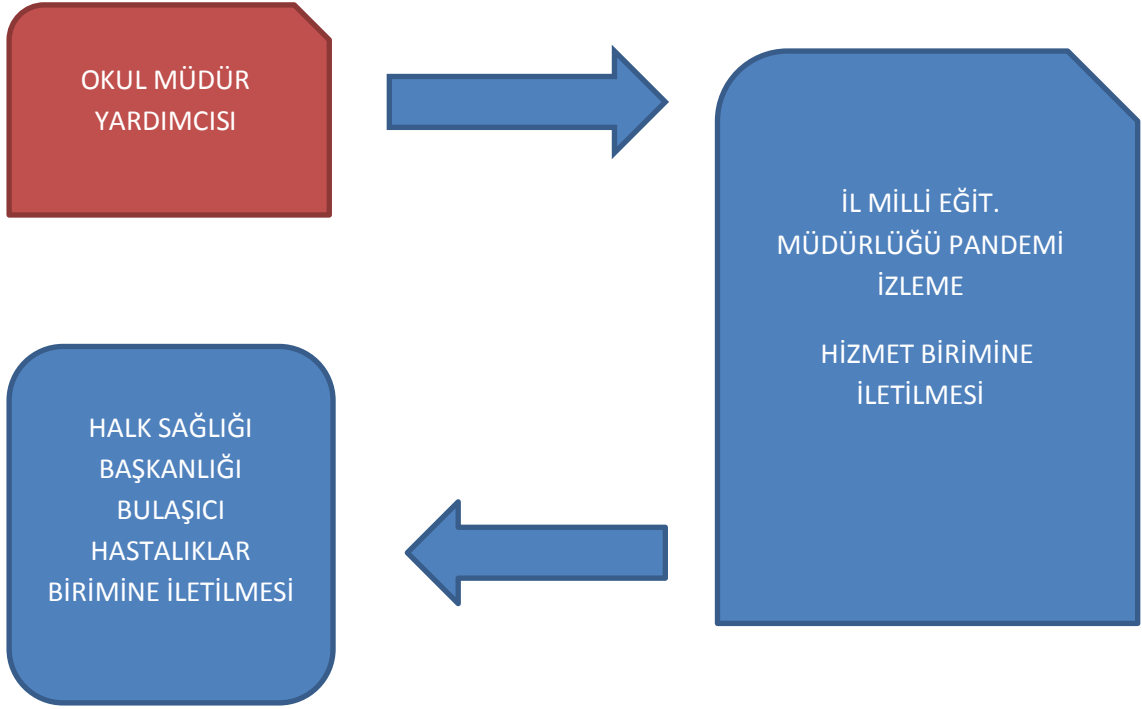 OKUL MÜDÜR
YARDIMCISI
İL MİLLİ EĞİT.
MÜDÜRLÜĞÜ PANDEMİ
İZLEME
HİZMET BİRİMİNE
İLETİLMESİ
HALK SAĞLIĞI
BAŞKANLIĞI
BULAŞICI
HASTALIKLAR
BİRİMİNE İLETİLMESİ